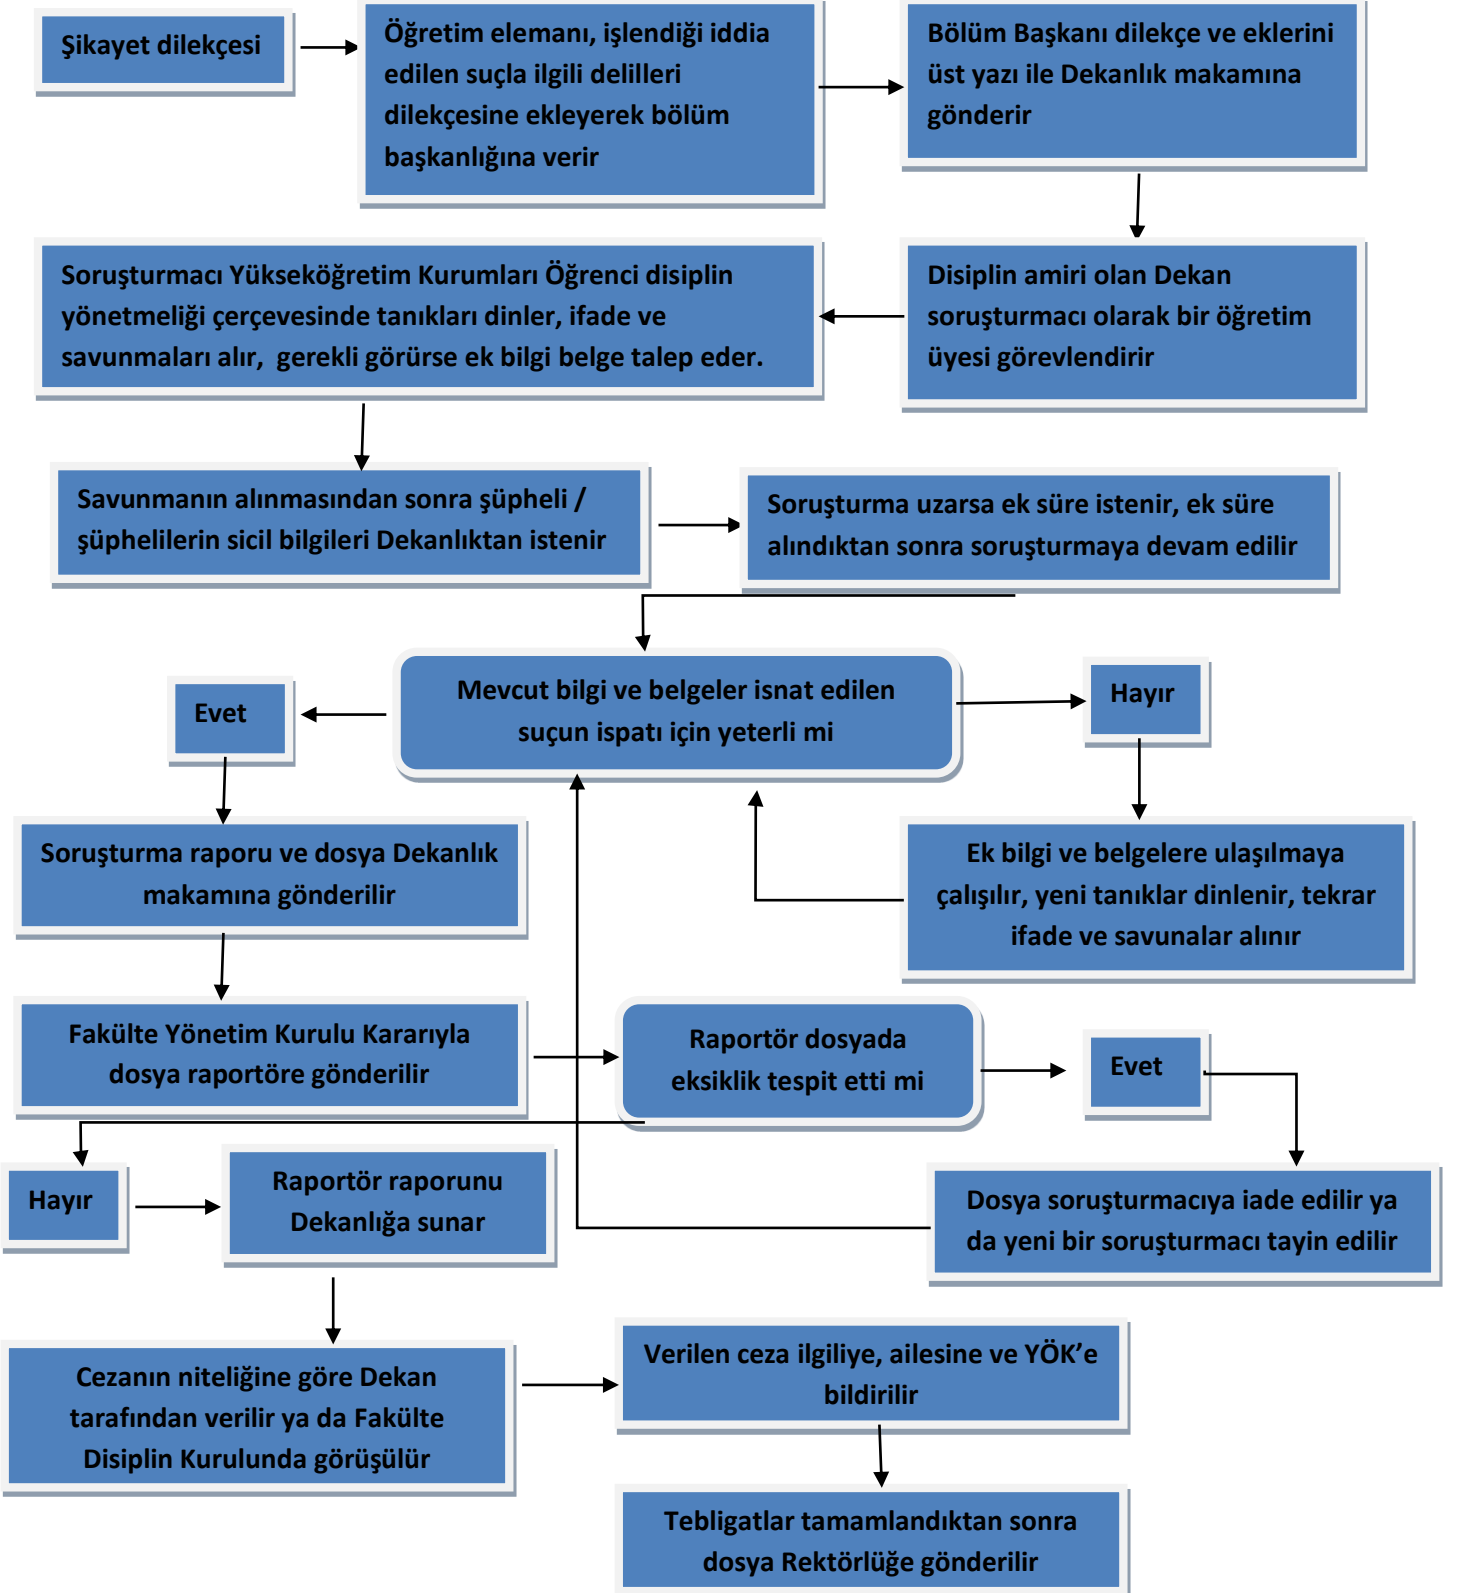 Şikayet dilekçesi
Öğretim elemanı, işlendiği iddia
edilen suçla ilgili delilleri
dilekçesine ekleyerek bölüm
başkanlığına verir
Bölüm Başkanı dilekçe ve eklerini
üst yazı ile Dekanlık makamına
gönderir
Disiplin amiri olan Dekan
soruşturmacı olarak bir öğretim
üyesi görevlendirir
Soruşturmacı Yükseköğretim Kurumları Öğrenci disiplin
yönetmeliği çerçevesinde tanıkları dinler, ifade ve
savunmaları alır,  gerekli görürse ek bilgi belge talep eder.
Savunmanın alınmasından sonra şüpheli /
şüphelilerin sicil bilgileri Dekanlıktan istenir
Soruşturma uzarsa ek süre istenir, ek süre
alındıktan sonra soruşturmaya devam edilir
Mevcut bilgi ve belgeler isnat edilen
suçun ispatı için yeterli mi
Evet
Hayır
Soruşturma raporu ve dosya Dekanlık
makamına gönderilir
Ek bilgi ve belgelere ulaşılmaya
çalışılır, yeni tanıklar dinlenir, tekrar
ifade ve savunalar alınır
Fakülte Yönetim Kurulu Kararıyla
dosya raportöre gönderilir
Raportör dosyada
eksiklik tespit etti mi
Evet
Hayır
Raportör raporunu
Dekanlığa sunar
Dosya soruşturmacıya iade edilir ya
da yeni bir soruşturmacı tayin edilir
Cezanın niteliğine göre Dekan
tarafından verilir ya da Fakülte
Disiplin Kurulunda görüşülür
Verilen ceza ilgiliye, ailesine ve YÖK’e
bildirilir
Tebligatlar tamamlandıktan sonra
dosya Rektörlüğe gönderilir